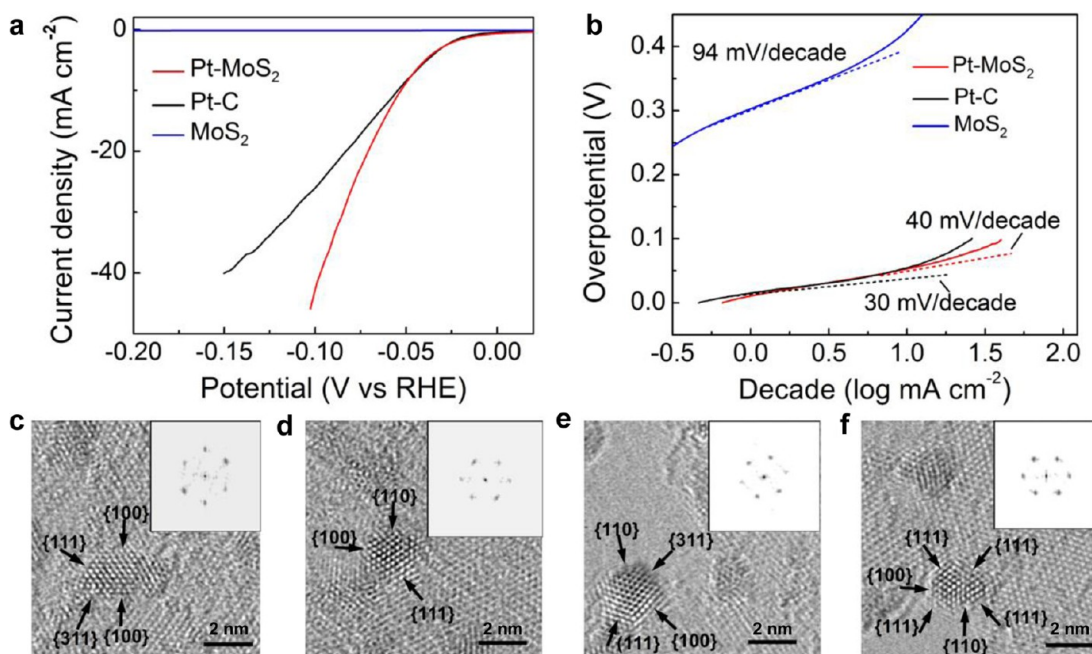 a
0
-20
-40
Current density (mA cm⁻²)
Pt-MoS₂
Pt-C
MoS₂
-0.20
-0.15
-0.10
-0.05
0.00
Potential (V vs RHE)
b
0.4
0.3
0.2
0.1
0.0
Overpotential (V)
94 mV/decade
Pt-MoS₂
Pt-C
MoS₂
40 mV/decade
30 mV/decade
-0.5
0.0
0.5
1.0
1.5
2.0
Decade (log mA cm⁻²)
c
{100}
{111}
{311}
{100}
2 nm
d
{110}
{100}
{111}
2 nm
e
{110}
{311}
{111}
{100}
2 nm
f
{111}
{111}
{100}
{111}
{111}
{110}
2 nm